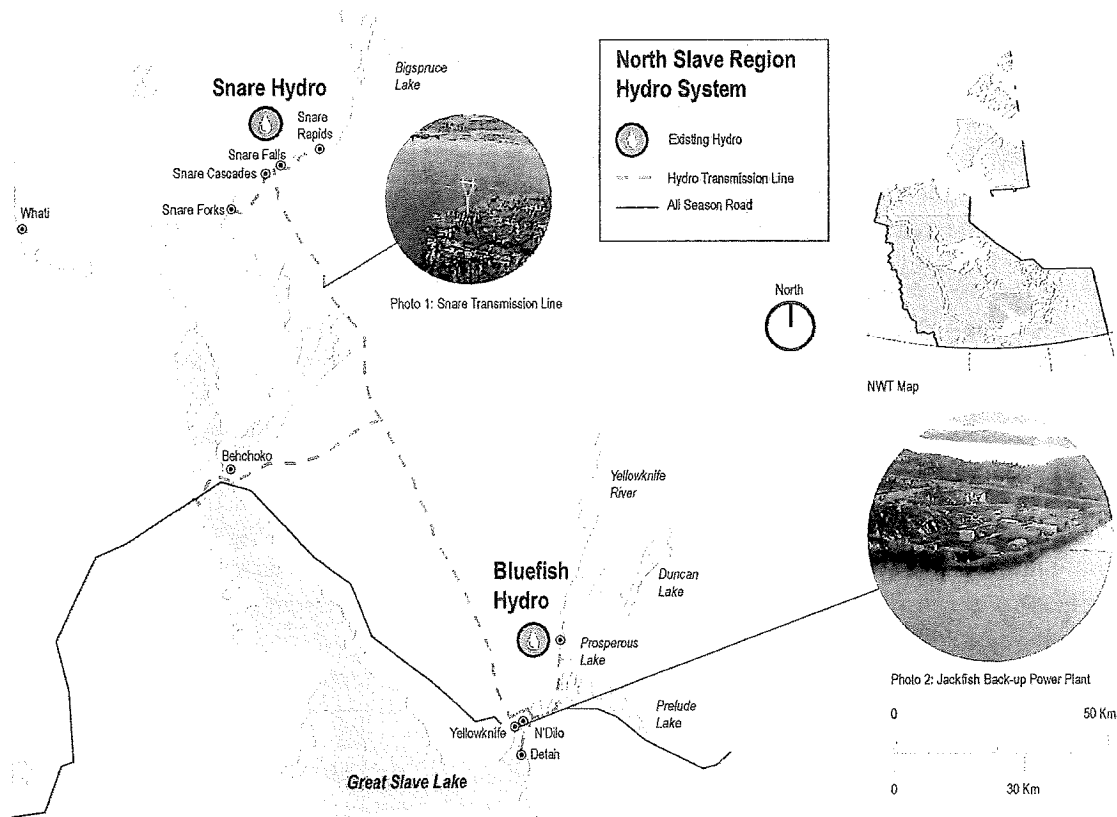 Bigspruce
Lake
Snare Hydro
Snare
Rapids
Snare Falls
Snare Cascades
Snare Forks
Whati
Photo 1: Snare Transmission Line
North Slave Region
Hydro System
Existing Hydro
Hydro Transmission Line
All Season Road
North
NWT Map
Behchoko
Yellowknife
River
Bluefish
Hydro
Duncan
Lake
Prosperous
Lake
Prelude
Lake
Yellowknife
N'Dilo
Detah
Great Slave Lake
Photo 2: Jackfish Back-up Power Plant
0 50 Km
0 30 Km